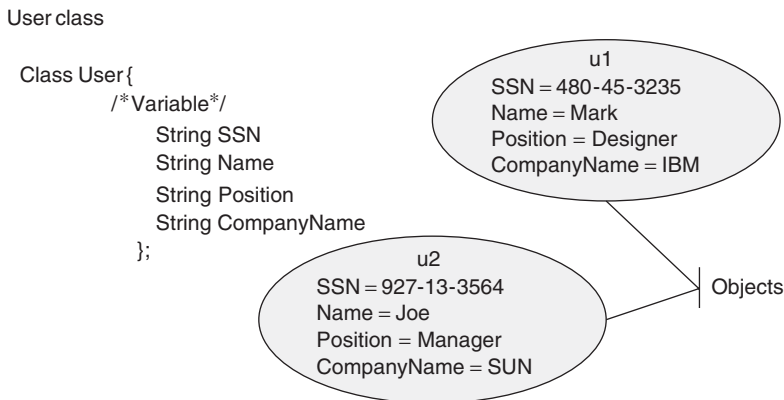 User class
Class User{
/*Variable*/
String SSN
String Name
String Position
String CompanyName
};
u1
SSN = 480-45-3235
Name = Mark
Position = Designer
CompanyName = IBM
u2
SSN = 927-13-3564
Name = Joe
Position = Manager
CompanyName = SUN
Objects